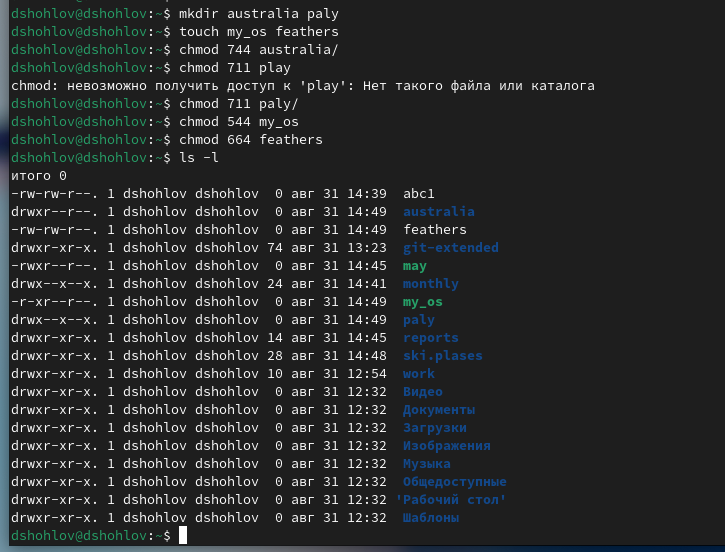 dshohlov@dshohlov:~$ mkdir australia paly
dshohlov@dshohlov:~$ touch my_os feathers
dshohlov@dshohlov:~$ chmod 744 australia/
dshohlov@dshohlov:~$ chmod 711 play
chmod: невозможно получить доступ к 'play': Нет такого файла или каталога
dshohlov@dshohlov:~$ chmod 711 paly/
dshohlov@dshohlov:~$ chmod 544 my_os
dshohlov@dshohlov:~$ chmod 664 feathers
dshohlov@dshohlov:~$ ls -l
итого 0
-rw-rw-r--. 1 dshohlov dshohlov  0 авг 31 14:39  abc1
drwxr--r--. 1 dshohlov dshohlov  0 авг 31 14:49  australia
-rw-rw-r--. 1 dshohlov dshohlov  0 авг 31 14:49  feathers
drwxr-xr-x. 1 dshohlov dshohlov 74 авг 31 13:23  git-extended
-rwxr--r--. 1 dshohlov dshohlov  0 авг 31 14:45  may
drwx--x--x. 1 dshohlov dshohlov 24 авг 31 14:41  monthly
-r-xr--r--. 1 dshohlov dshohlov  0 авг 31 14:49  my_os
drwx--x--x. 1 dshohlov dshohlov  0 авг 31 14:49  paly
drwxr-xr-x. 1 dshohlov dshohlov 14 авг 31 14:45  reports
drwxr-xr-x. 1 dshohlov dshohlov 28 авг 31 14:48  ski.plases
drwxr-xr-x. 1 dshohlov dshohlov 10 авг 31 12:54  work
drwxr-xr-x. 1 dshohlov dshohlov  0 авг 31 12:32  Видео
drwxr-xr-x. 1 dshohlov dshohlov  0 авг 31 12:32  Документы
drwxr-xr-x. 1 dshohlov dshohlov  0 авг 31 12:32  Загрузки
drwxr-xr-x. 1 dshohlov dshohlov  0 авг 31 12:32  Изображения
drwxr-xr-x. 1 dshohlov dshohlov  0 авг 31 12:32  Музыка
drwxr-xr-x. 1 dshohlov dshohlov  0 авг 31 12:32  Общедоступные
drwxr-xr-x. 1 dshohlov dshohlov  0 авг 31 12:32 'Рабочий стол'
drwxr-xr-x. 1 dshohlov dshohlov  0 авг 31 12:32  Шаблоны
dshohlov@dshohlov:~$